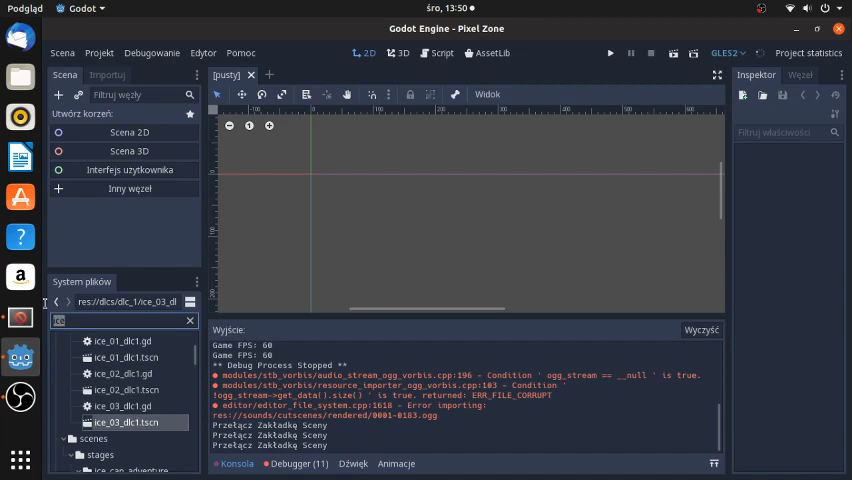 Podgląd
Godot
śro, 13:50
Godot Engine - Pixel Zone
Scena Projekt Debugowanie Edytor Pomoc
2D 3D Script AssetLib
GLES2 Project statistics
Scena Importuj
Filtruj węzły
Utwórz korzeń:
Scena 2D
Scena 3D
Interfejs użytkownika
Inny węzeł
[pusty]
Widok
System plików
res://dlcs/dlc_1/ice_03_dl
ice
ice_01_dlc1.gd
ice_01_dlc1.tscn
ice_02_dlc1.gd
ice_02_dlc1.tscn
ice_03_dlc1.gd
ice_03_dlc1.tscn
scenes
stages
ice_cap_adventure
Wyjście:
Wyczyść
Game FPS: 60
Game FPS: 60
** Debug Process Stopped **
modules/stb_vorbis/audio_stream_ogg_vorbis.cpp:196 - Condition ' ogg_stream == __null ' is true.
modules/stb_vorbis/resource_importer_ogg_vorbis.cpp:103 - Condition '
!ogg_stream->get_data().size() ' is true. returned: ERR_FILE_CORRUPT
editor/editor_file_system.cpp:1618 - Error importing:
res://sounds/cutscenes/rendered/0001-0183.ogg
Przełącz Zakładkę Sceny
Przełącz Zakładkę Sceny
Przełącz Zakładkę Sceny
Konsola Debugger (11) Dźwięk Animacje
Inspektor Węzeł
Filtruj właściwości